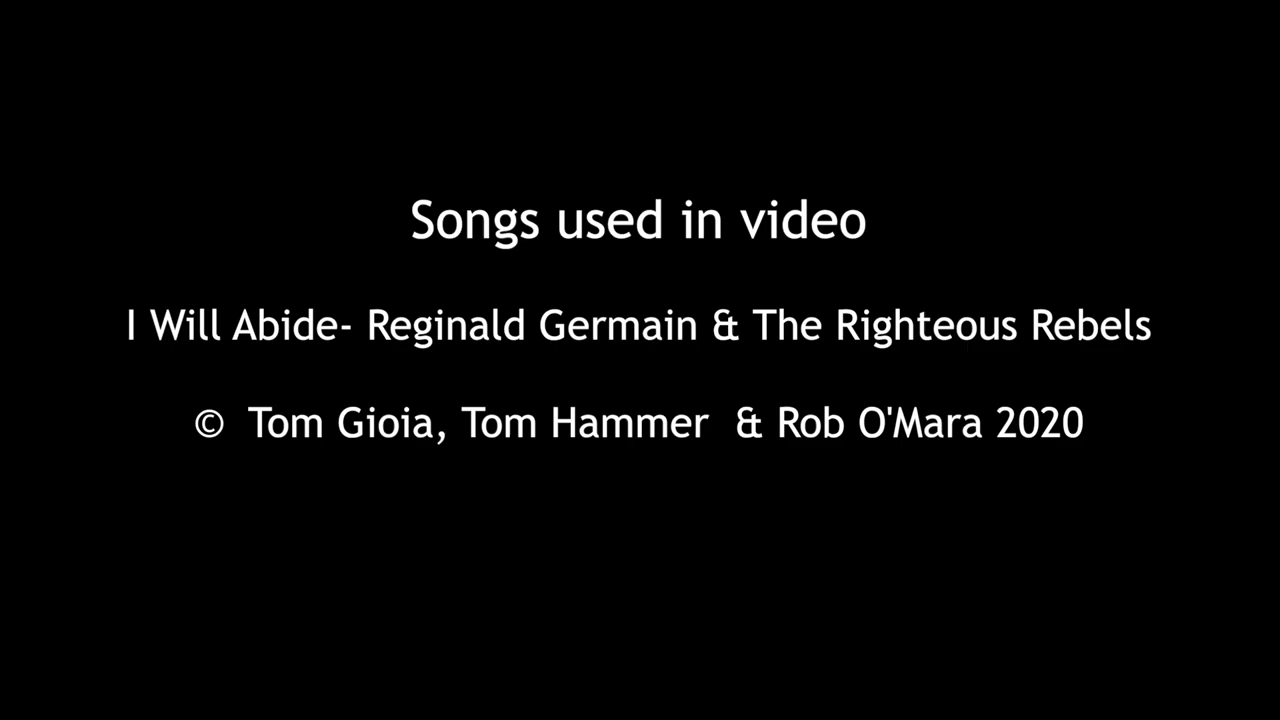 Songs used in video
I Will Abide- Reginald Germain & The Righteous Rebels
©  Tom Gioia, Tom Hammer  & Rob O'Mara 2020